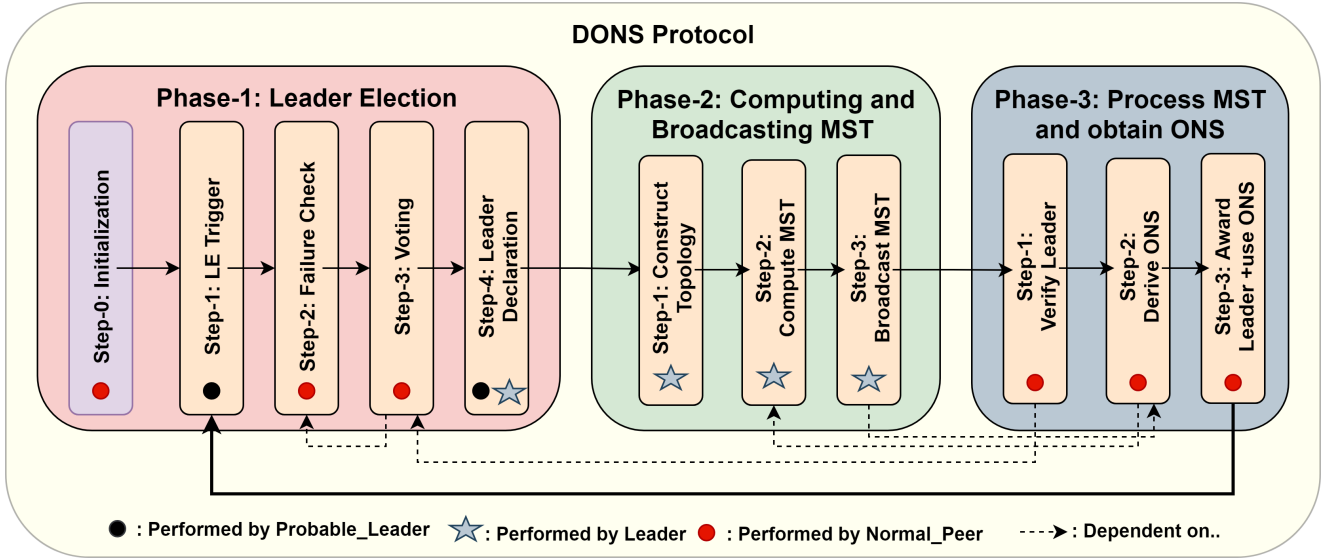 DONS Protocol
Phase-1: Leader Election
Step-0: Initialization
Step-1: LE Trigger
Step-2: Failure Check
Step-3: Voting
Step-4: Leader
Declaration
Phase-2: Computing and
Broadcasting MST
Step-1: Construct
Topology
Step-2:
Compute MST
Step-3:
Broadcast MST
Phase-3: Process MST
and obtain ONS
Step-1:
Verify Leader
Step-2:
Derive ONS
Step-3: Award
Leader +use ONS
: Performed by Probable_Leader
: Performed by Leader
: Performed by Normal_Peer
: Dependent on..